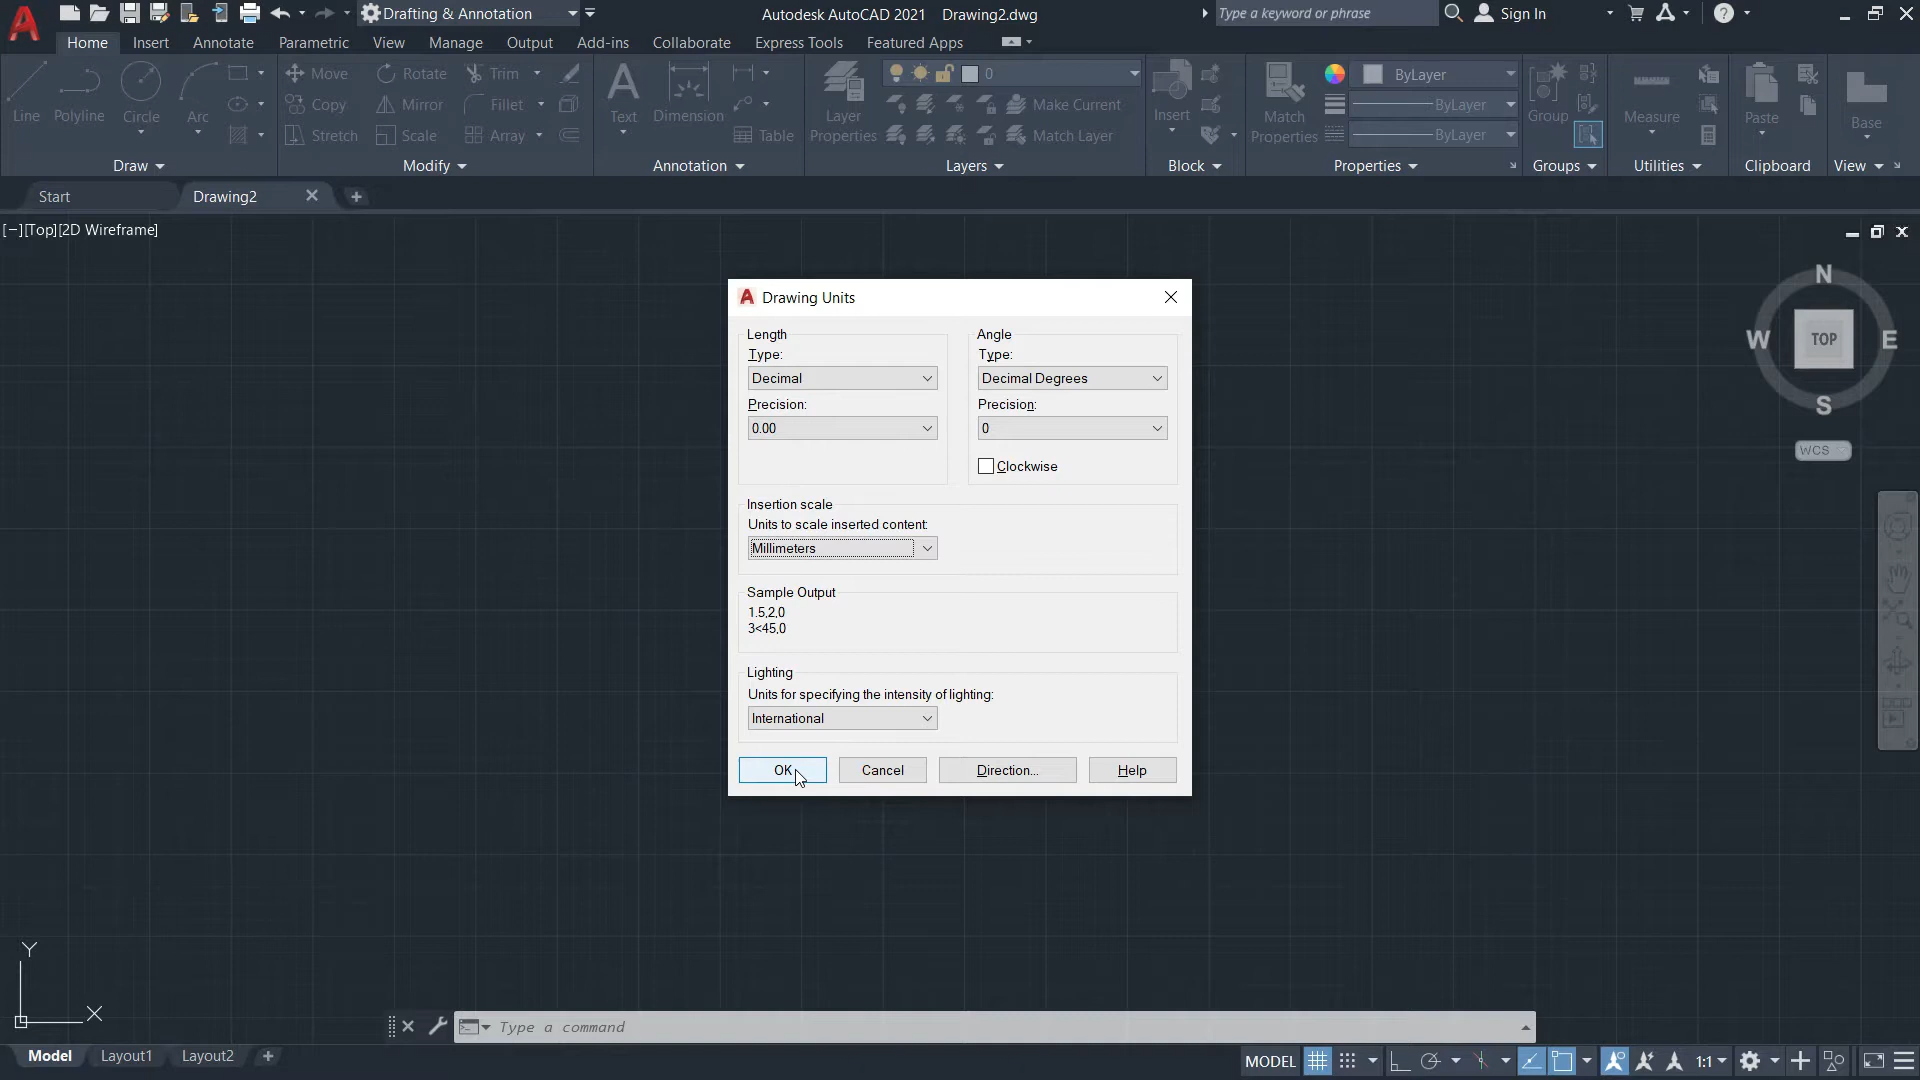 A Drafting & Annotation Autodesk AutoCAD 2021 Drawing2.dwg Type a keyword or phrase Sign In
Home Insert Annotate Parametric View Manage Output Add-ins Collaborate Express Tools Featured Apps
Line Polyline Circle Arc
Move Rotate Trim
Copy Mirror Fillet
Stretch Scale Array
Text Dimension
Table
Layer Properties
0
Make Current
Match Layer
Insert
Match Properties
ByLayer
ByLayer
ByLayer
Group
Measure
Paste
Base
Draw Modify Annotation Layers Block Properties Groups Utilities Clipboard View
Start Drawing2
[−][Top][2D Wireframe]
N
W TOP E
S
WCS
A Drawing Units
Length
Type:
Decimal
Precision:
0.00
Angle
Type:
Decimal Degrees
Precision:
0
Clockwise
Insertion scale
Units to scale inserted content:
Millimeters
Sample Output
1.5,2,0
3<45,0
Lighting
Units for specifying the intensity of lighting:
International
OK Cancel Direction... Help
Y
X
Type a command
Model Layout1 Layout2
MODEL 1:1